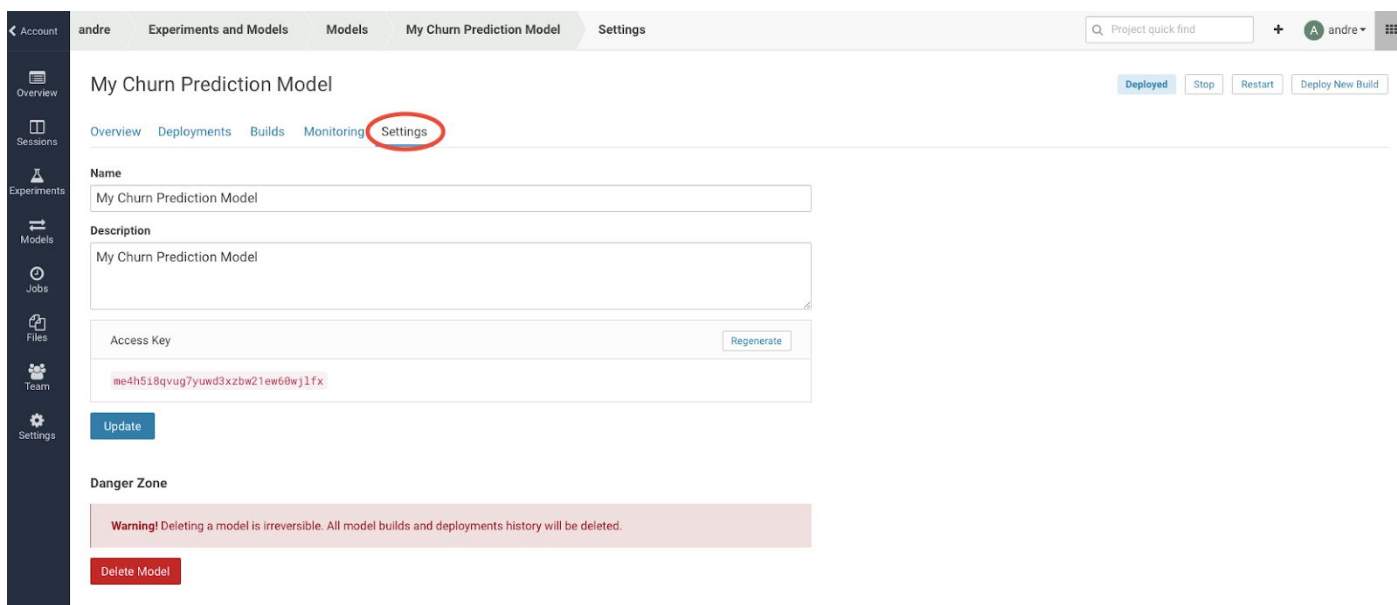 Account
andre Experiments and Models Models My Churn Prediction Model Settings
Project quick find
+
A andre
Overview
Sessions
Experiments
Models
Jobs
Files
Team
Settings
My Churn Prediction Model
Deployed Stop Restart Deploy New Build
Overview Deployments Builds Monitoring Settings
Name
My Churn Prediction Model
Description
My Churn Prediction Model
Access Key Regenerate
me4h5i8qvug7yuwd3xzbw21ew60wjlfx
Update
Danger Zone
Warning! Deleting a model is irreversible. All model builds and deployments history will be deleted.
Delete Model